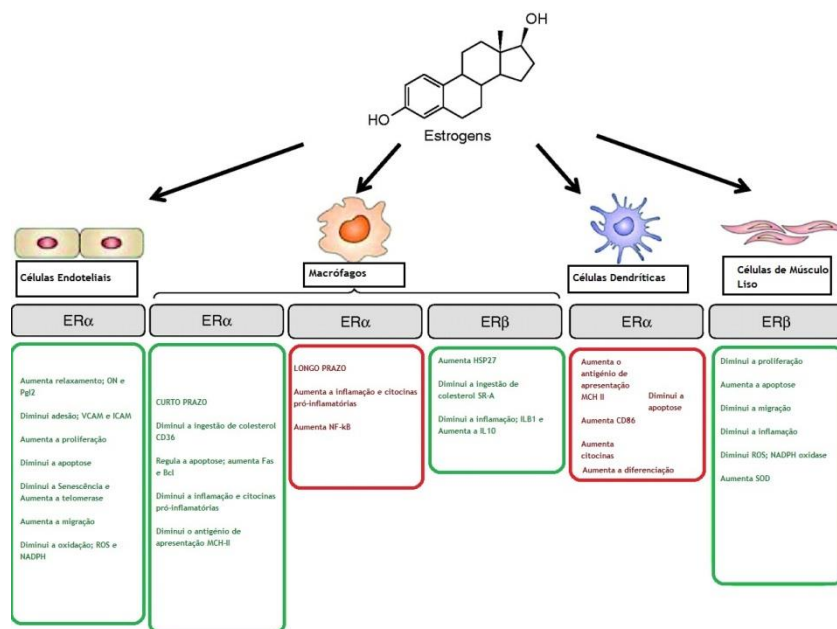 OH
HO
Estrogens
Células Endoteliais
Macrófagos
Células Dendríticas
Células de Músculo
Liso
ERα
ERα
ERα
ERβ
ERα
ERβ
Aumenta relaxamento; ON e
PgI2
Diminui adesão; VCAM e ICAM
Aumenta a proliferação
Diminui a apoptose
Diminui a Senescência e
Aumenta a telomerase
Aumenta a migração
Diminui a oxidação; ROS e
NADPH
CURTO PRAZO
Diminui a ingestão de colesterol
CD36
Regula a apoptose; aumenta Fas
e Bcl
Diminui a inflamação e citocinas
pró-inflamatórias
Diminui o antigénio de
apresentação MCH-II
LONGO PRAZO
Aumenta a inflamação e citocinas
pró-inflamatórias
Aumenta NF-kB
Aumenta HSP27
Diminui a ingestão de
colesterol SR-A
Diminui a inflamação; ILB1 e
Aumenta a IL10
Aumenta o
antigénio de
apresentação
MCH II
Diminui a
apoptose
Aumenta CD86
Aumenta
citocinas
Aumenta a diferenciação
Diminui a proliferação
Aumenta a apoptose
Diminui a migração
Diminui a inflamação
Diminui ROS; NADPH oxidase
Aumenta SOD